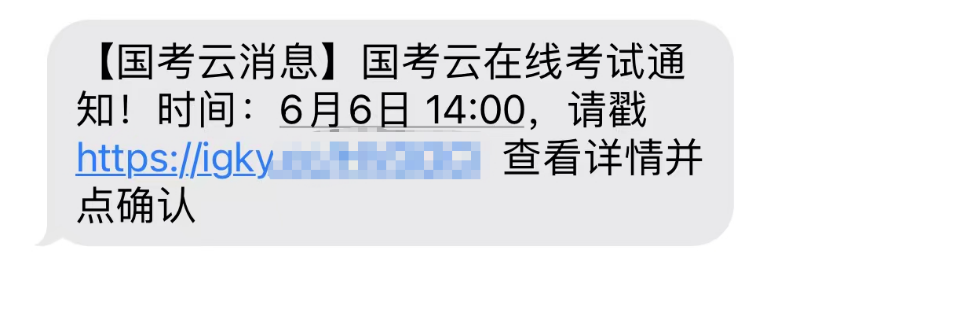 【国考云消息】国考云在线考试通
知！时间：6月6日 14:00，请戳
https://igky 查看详情并
点确认